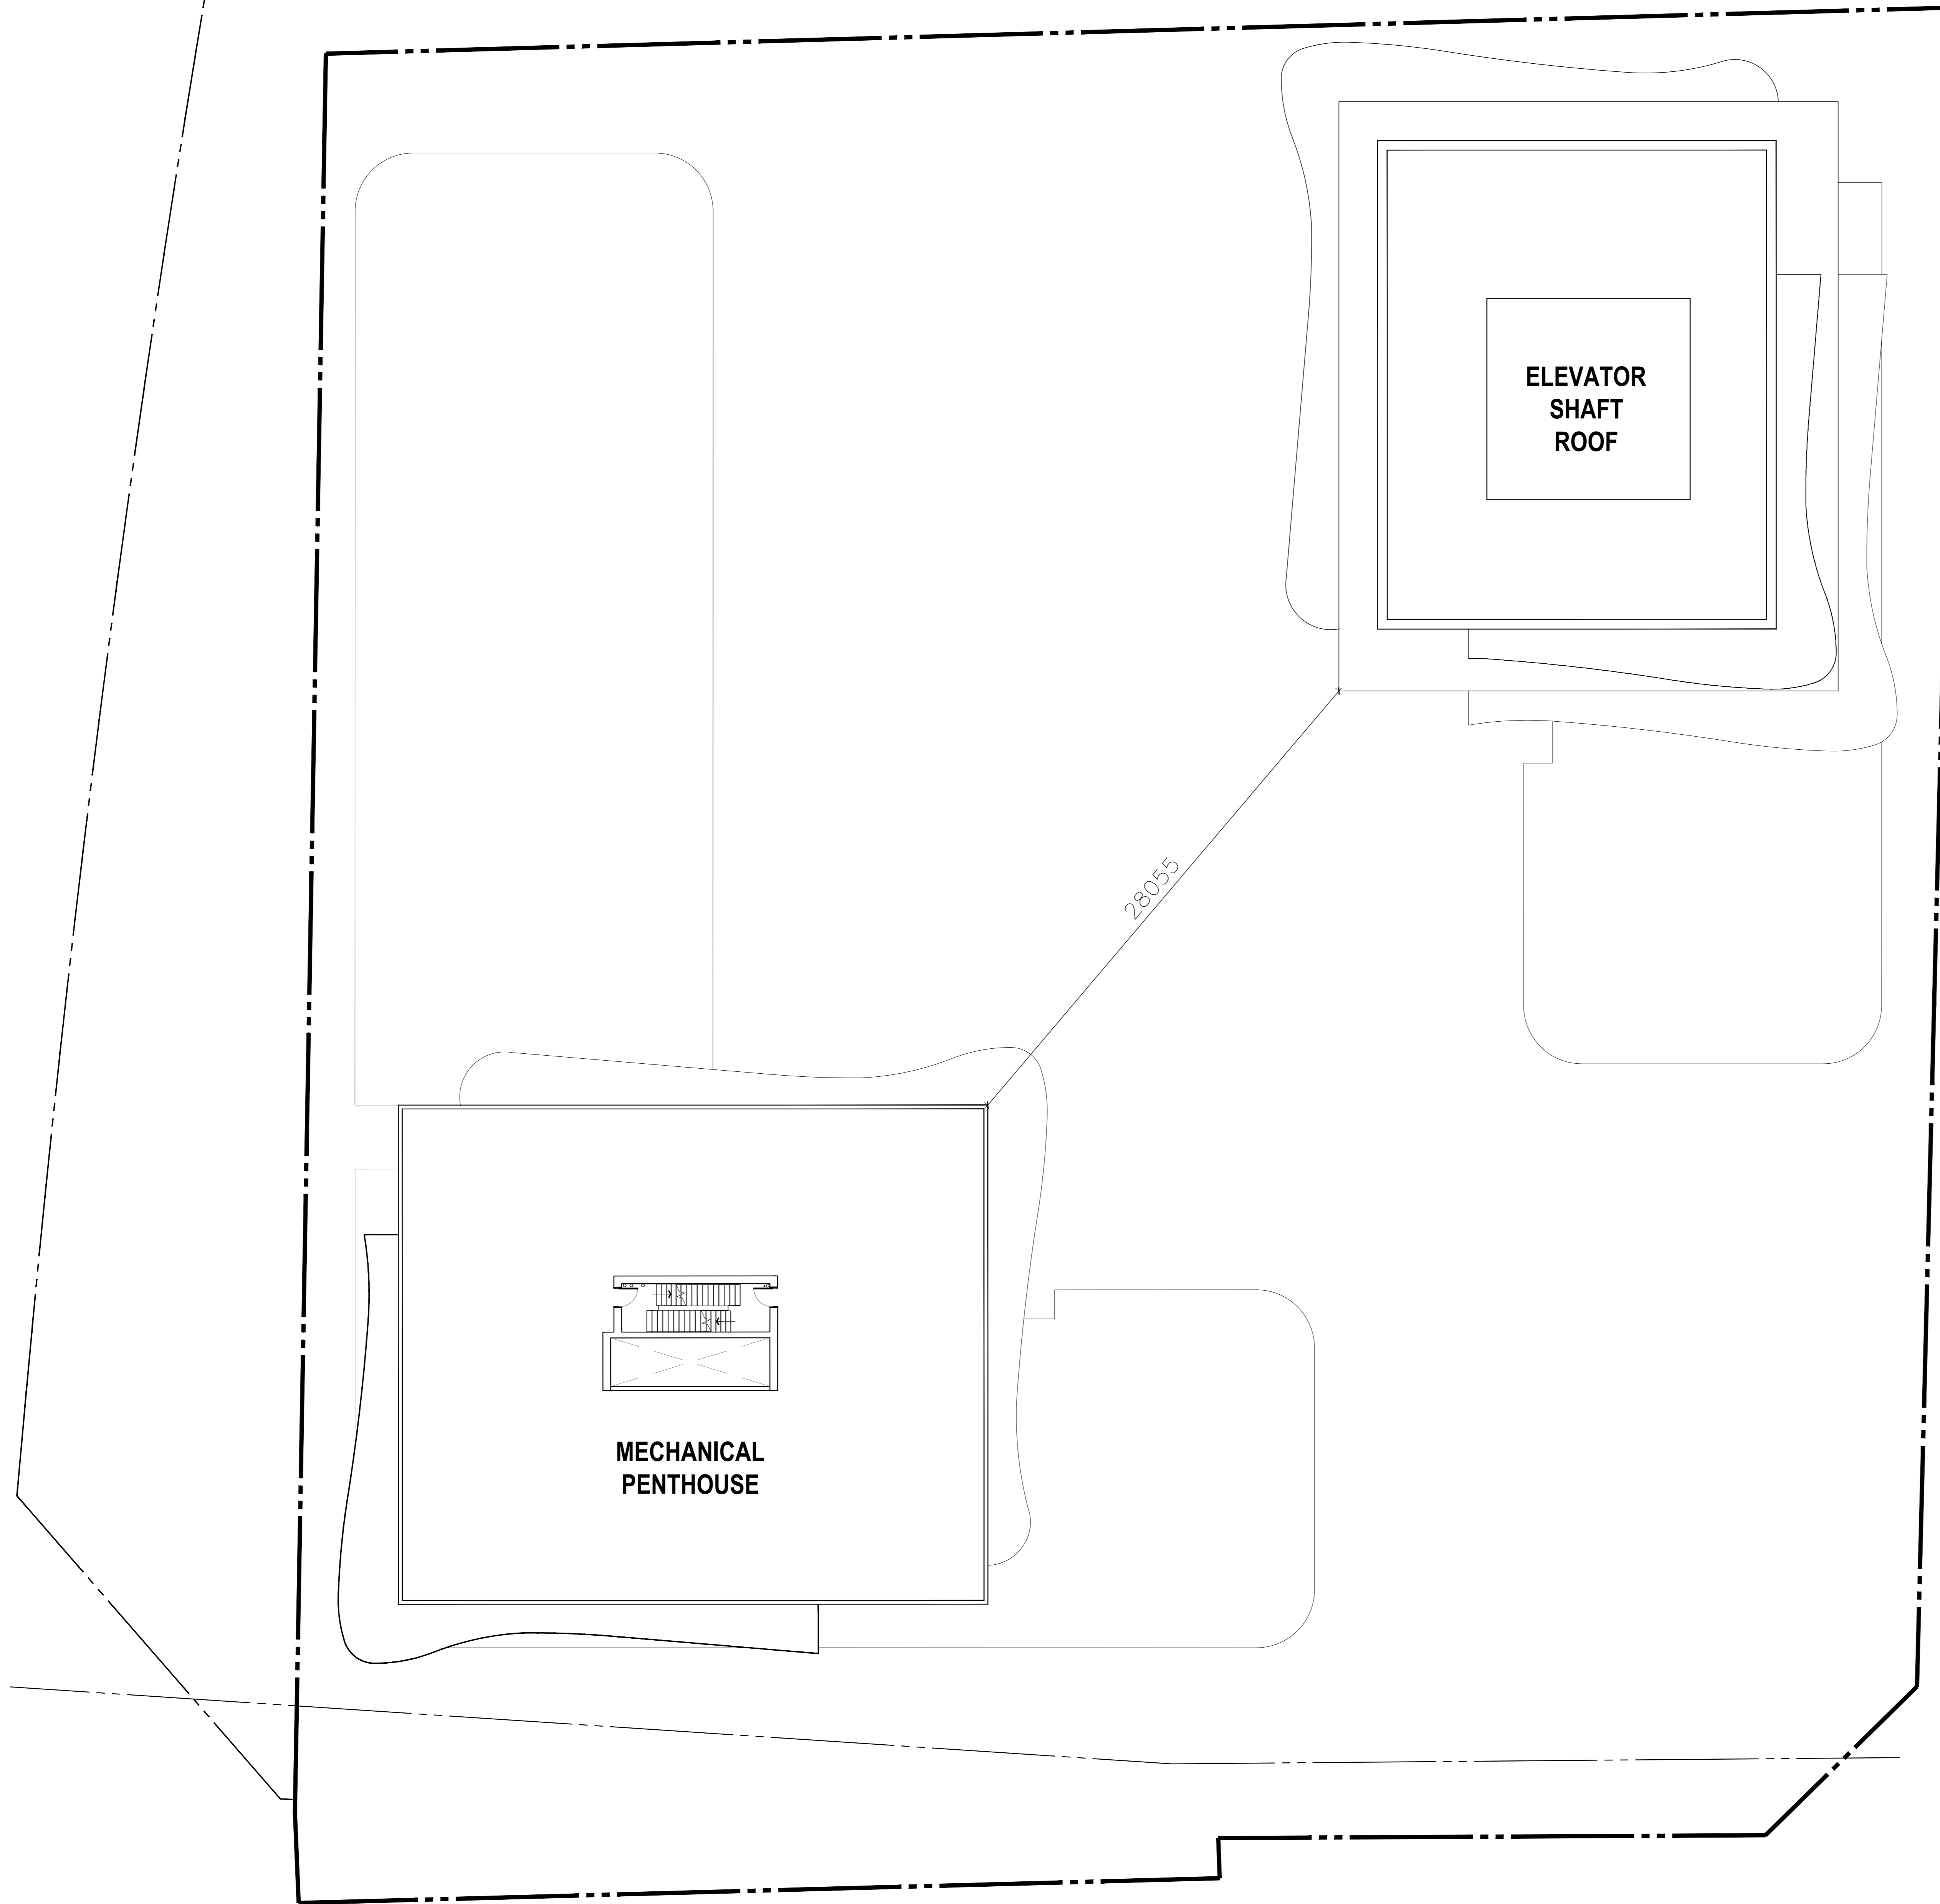 ELEVATOR
SHAFT
ROOF
28055
MECHANICAL
PENTHOUSE